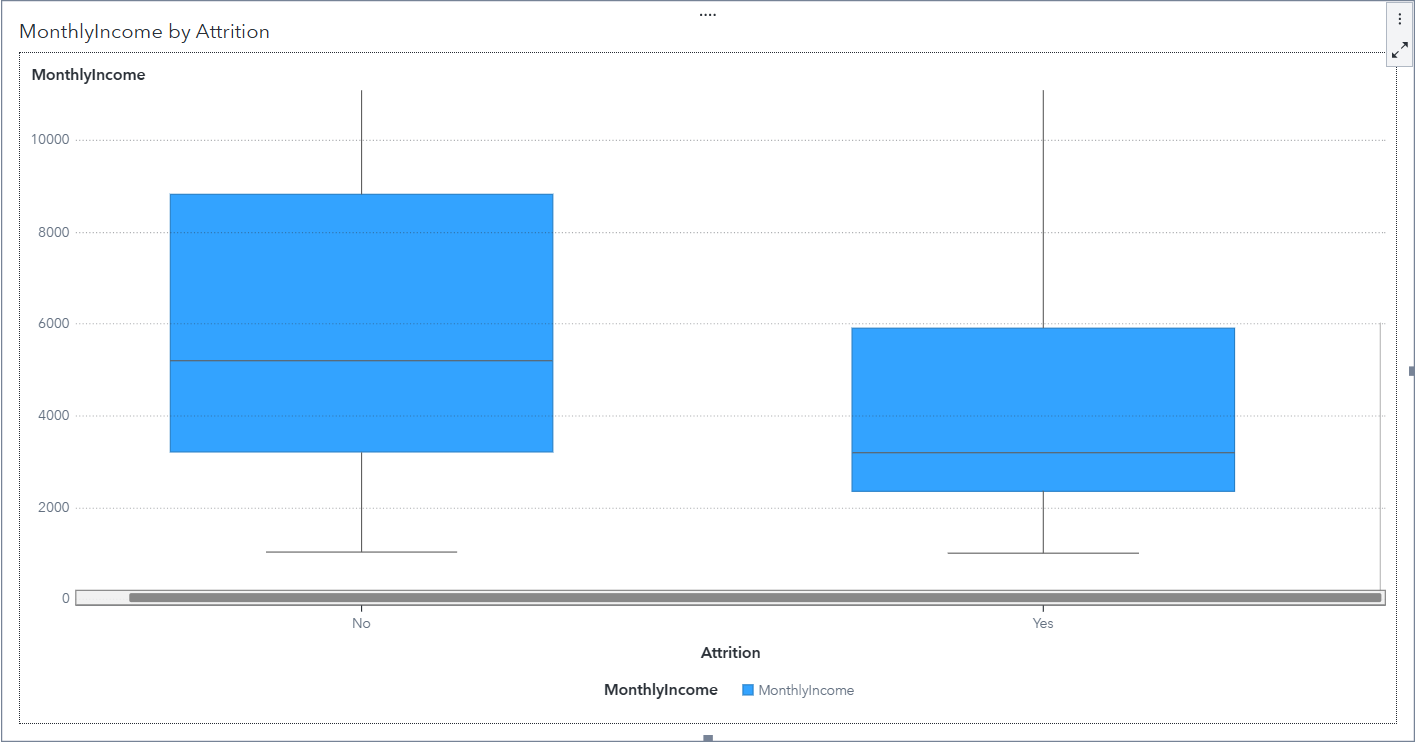 MonthlyIncome by Attrition
MonthlyIncome
10000
8000
6000
4000
2000
0
No Yes
Attrition
MonthlyIncome MonthlyIncome